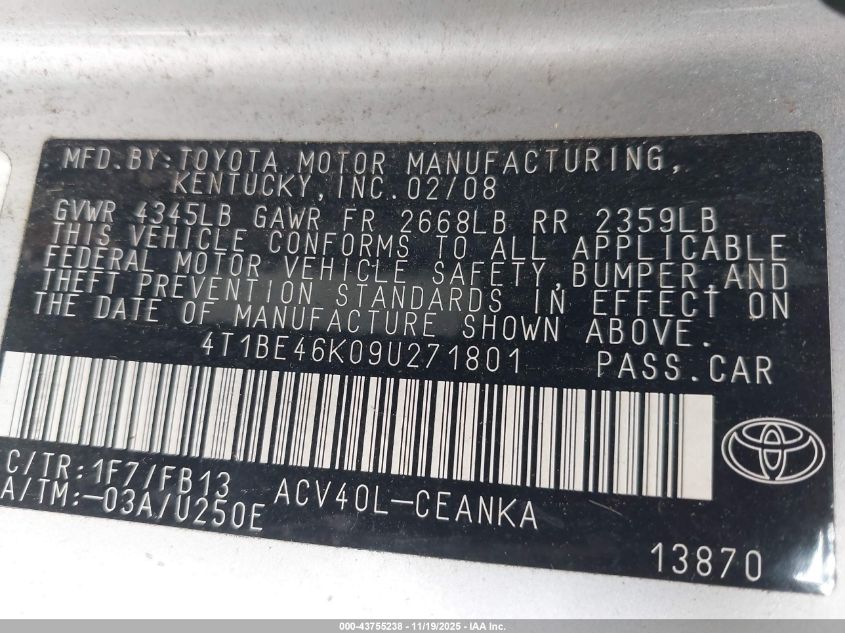 MFD.BY:TOYOTA MOTOR MANUFACTURING,
KENTUCKY,INC.02/08
GVWR 4345LB GAWR FR 2668LB RR 2359LB
THIS VEHICLE CONFORMS TO ALL APPLICABLE
FEDERAL MOTOR VEHICLE SAFETY,BUMPER,AND
THEFT PREVENTION STANDARDS IN EFFECT ON
THE DATE OF MANUFACTURE SHOWN ABOVE.
4T1BE46K09U271801 PASS.CAR
C/TR:1F7/FB13 ACV40L-CEANKA
A/TM:-03A/U250E
13870
000-43755238 - 11/19/2025 - IAA Inc.